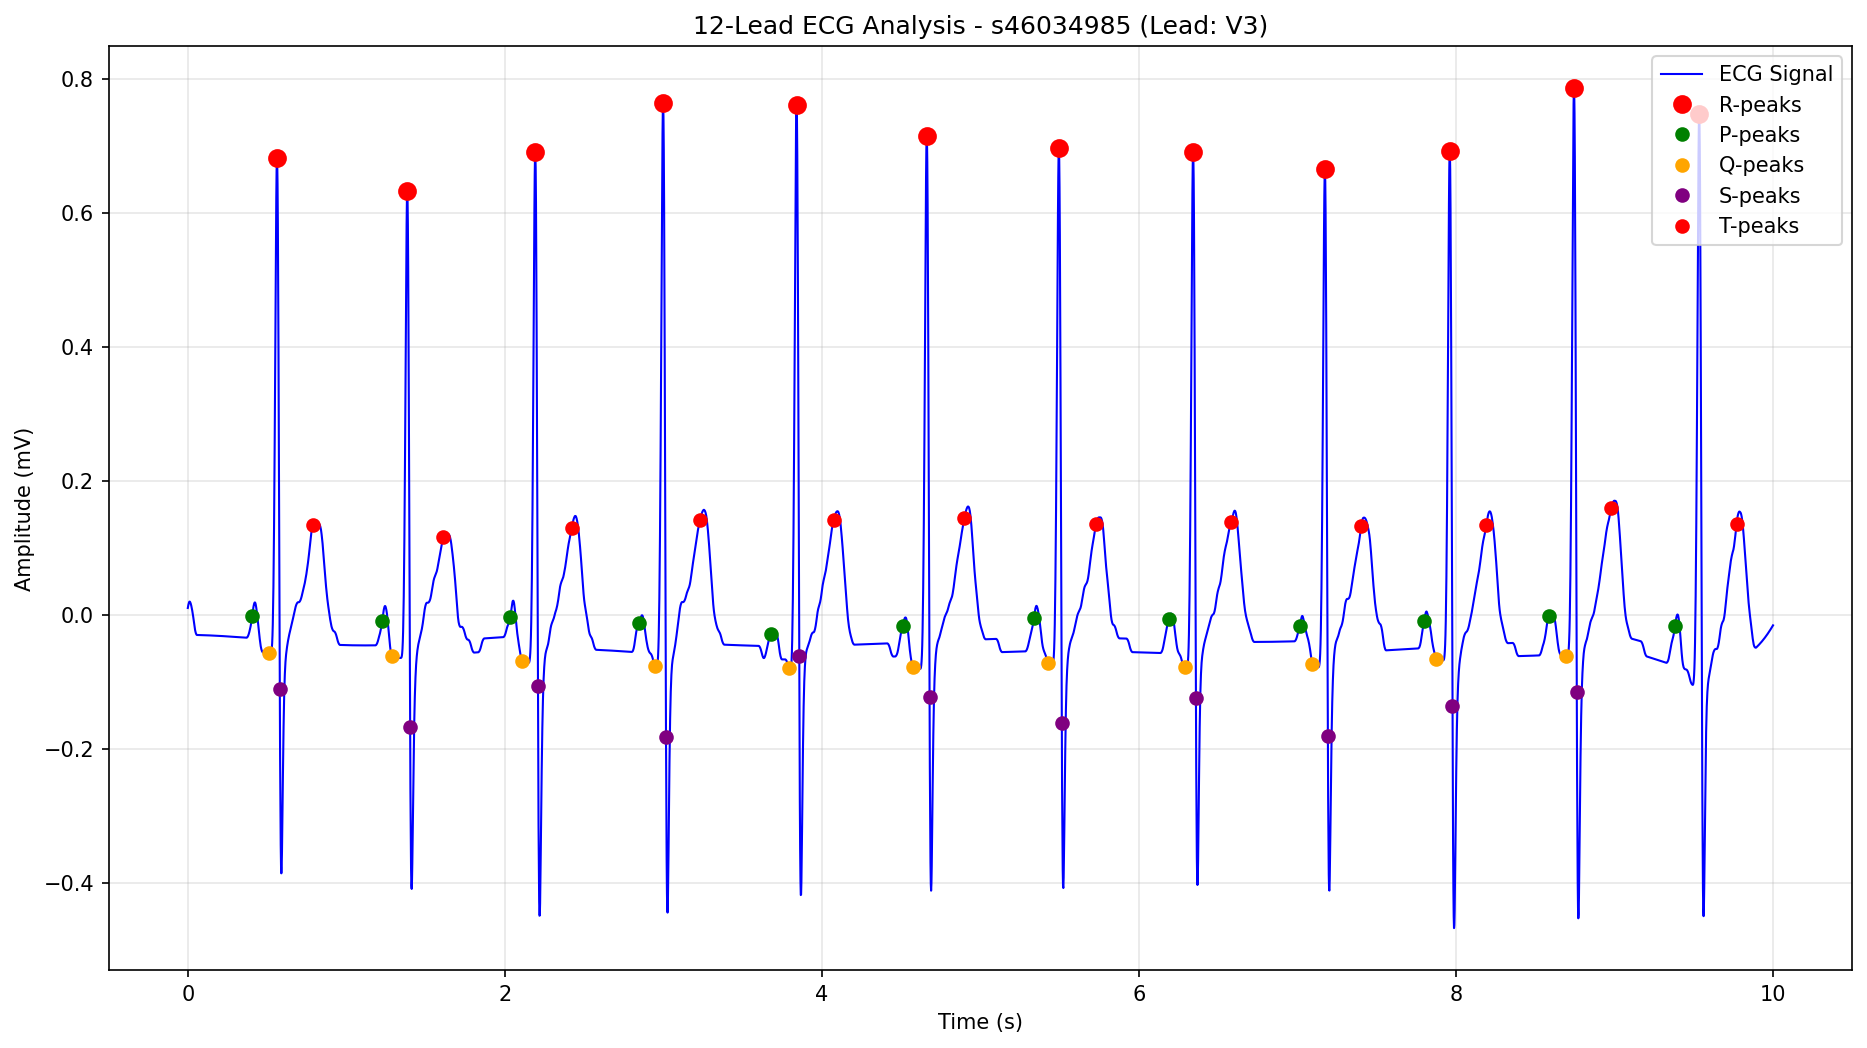 12-Lead ECG Analysis - s46034985 (Lead: V3)
ECG Signal
R-peaks
P-peaks
Q-peaks
S-peaks
T-peaks
Amplitude (mV)
0.8
0.6
0.4
0.2
0.0
−0.2
−0.4
0
2
4
6
8
10
Time (s)